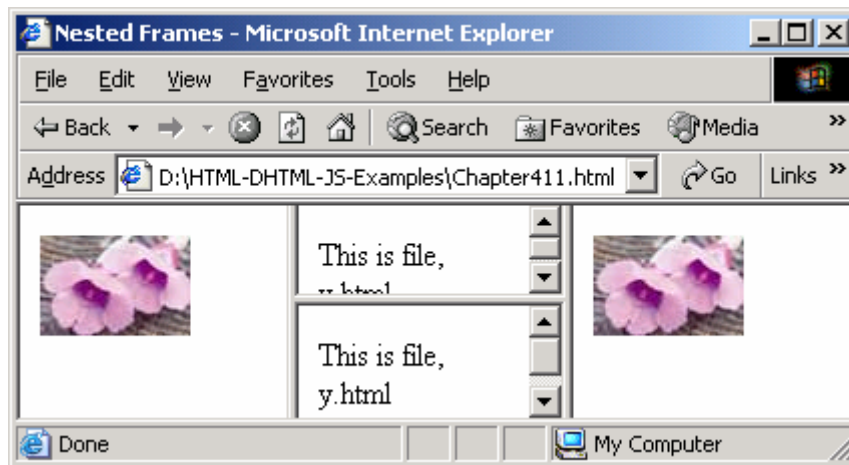 Nested Frames - Microsoft Internet Explorer
File Edit View Favorites Tools Help
Back Search Favorites Media »
Address D:\HTML-DHTML-JS-Examples\Chapter411.html Go Links »
This is file,
y.html
This is file,
y.html
Done My Computer